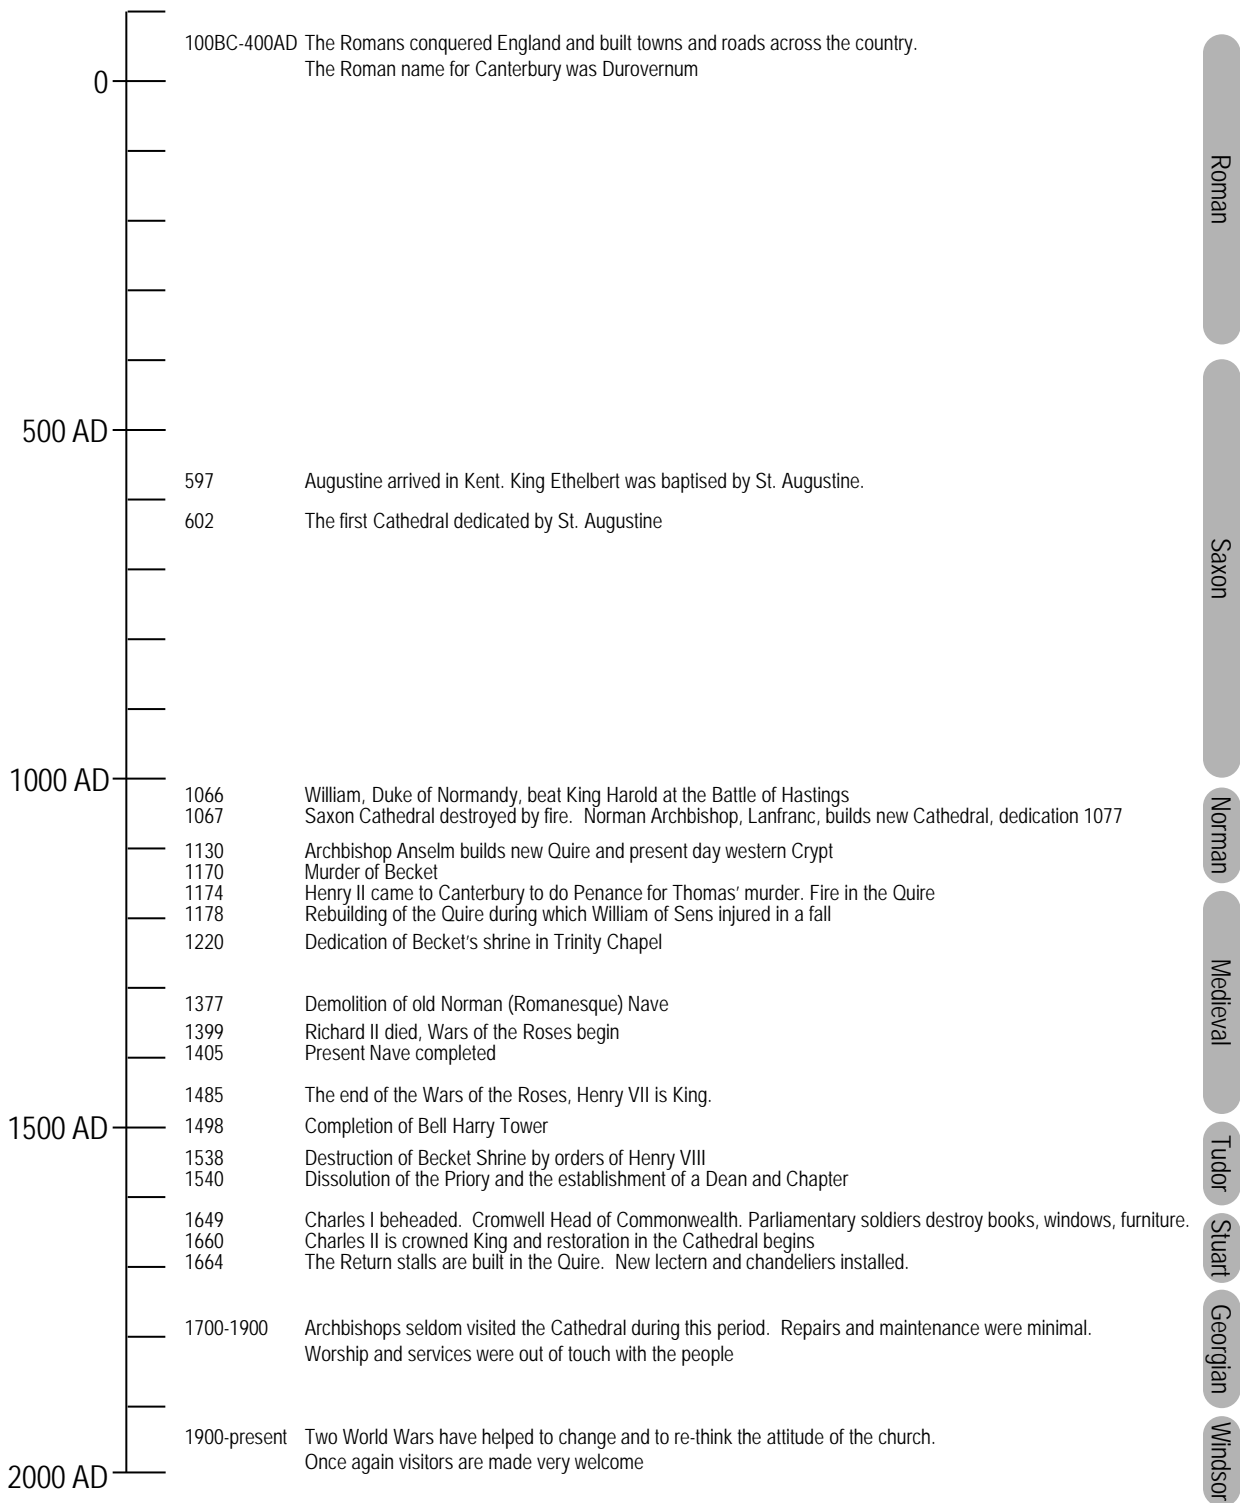 100BC-400AD The Romans conquered England and built towns and roads across the country.
The Roman name for Canterbury was Durovernum
0
Roman
500 AD
597 Augustine arrived in Kent. King Ethelbert was baptised by St. Augustine.
602 The first Cathedral dedicated by St. Augustine
Saxon
1000 AD
1066 William, Duke of Normandy, beat King Harold at the Battle of Hastings
1067 Saxon Cathedral destroyed by fire. Norman Archbishop, Lanfranc, builds new Cathedral, dedication 1077
Norman
1130 Archbishop Anselm builds new Quire and present day western Crypt
1170 Murder of Becket
1174 Henry II came to Canterbury to do Penance for Thomas' murder. Fire in the Quire
1178 Rebuilding of the Quire during which William of Sens injured in a fall
1220 Dedication of Becket's shrine in Trinity Chapel
Medieval
1377 Demolition of old Norman (Romanesque) Nave
1399 Richard II died, Wars of the Roses begin
1405 Present Nave completed
1485 The end of the Wars of the Roses, Henry VII is King.
1500 AD
1498 Completion of Bell Harry Tower
1538 Destruction of Becket Shrine by orders of Henry VIII
1540 Dissolution of the Priory and the establishment of a Dean and Chapter
Tudor
1649 Charles I beheaded. Cromwell Head of Commonwealth. Parliamentary soldiers destroy books, windows, furniture.
1660 Charles II is crowned King and restoration in the Cathedral begins
1664 The Return stalls are built in the Quire. New lectern and chandeliers installed.
Stuart
1700-1900 Archbishops seldom visited the Cathedral during this period. Repairs and maintenance were minimal.
Worship and services were out of touch with the people
Georgian
1900-present Two World Wars have helped to change and to re-think the attitude of the church.
Once again visitors are made very welcome
2000 AD
Windsor